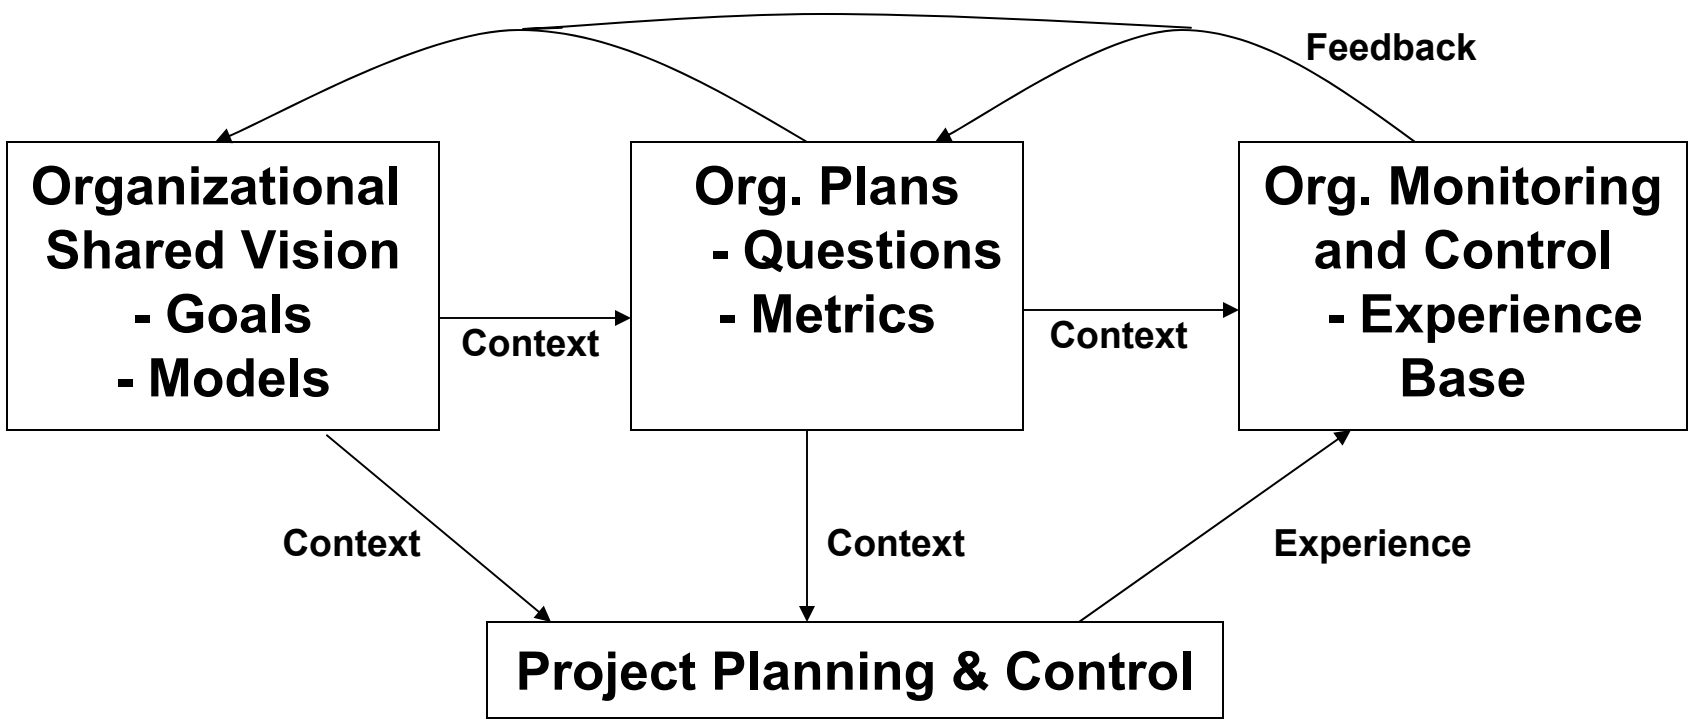 Feedback
Organizational
Shared Vision
- Goals
- Models
Org. Plans
- Questions
- Metrics
Org. Monitoring
and Control
- Experience
Base
Context
Context
Context
Context
Experience
Project Planning & Control